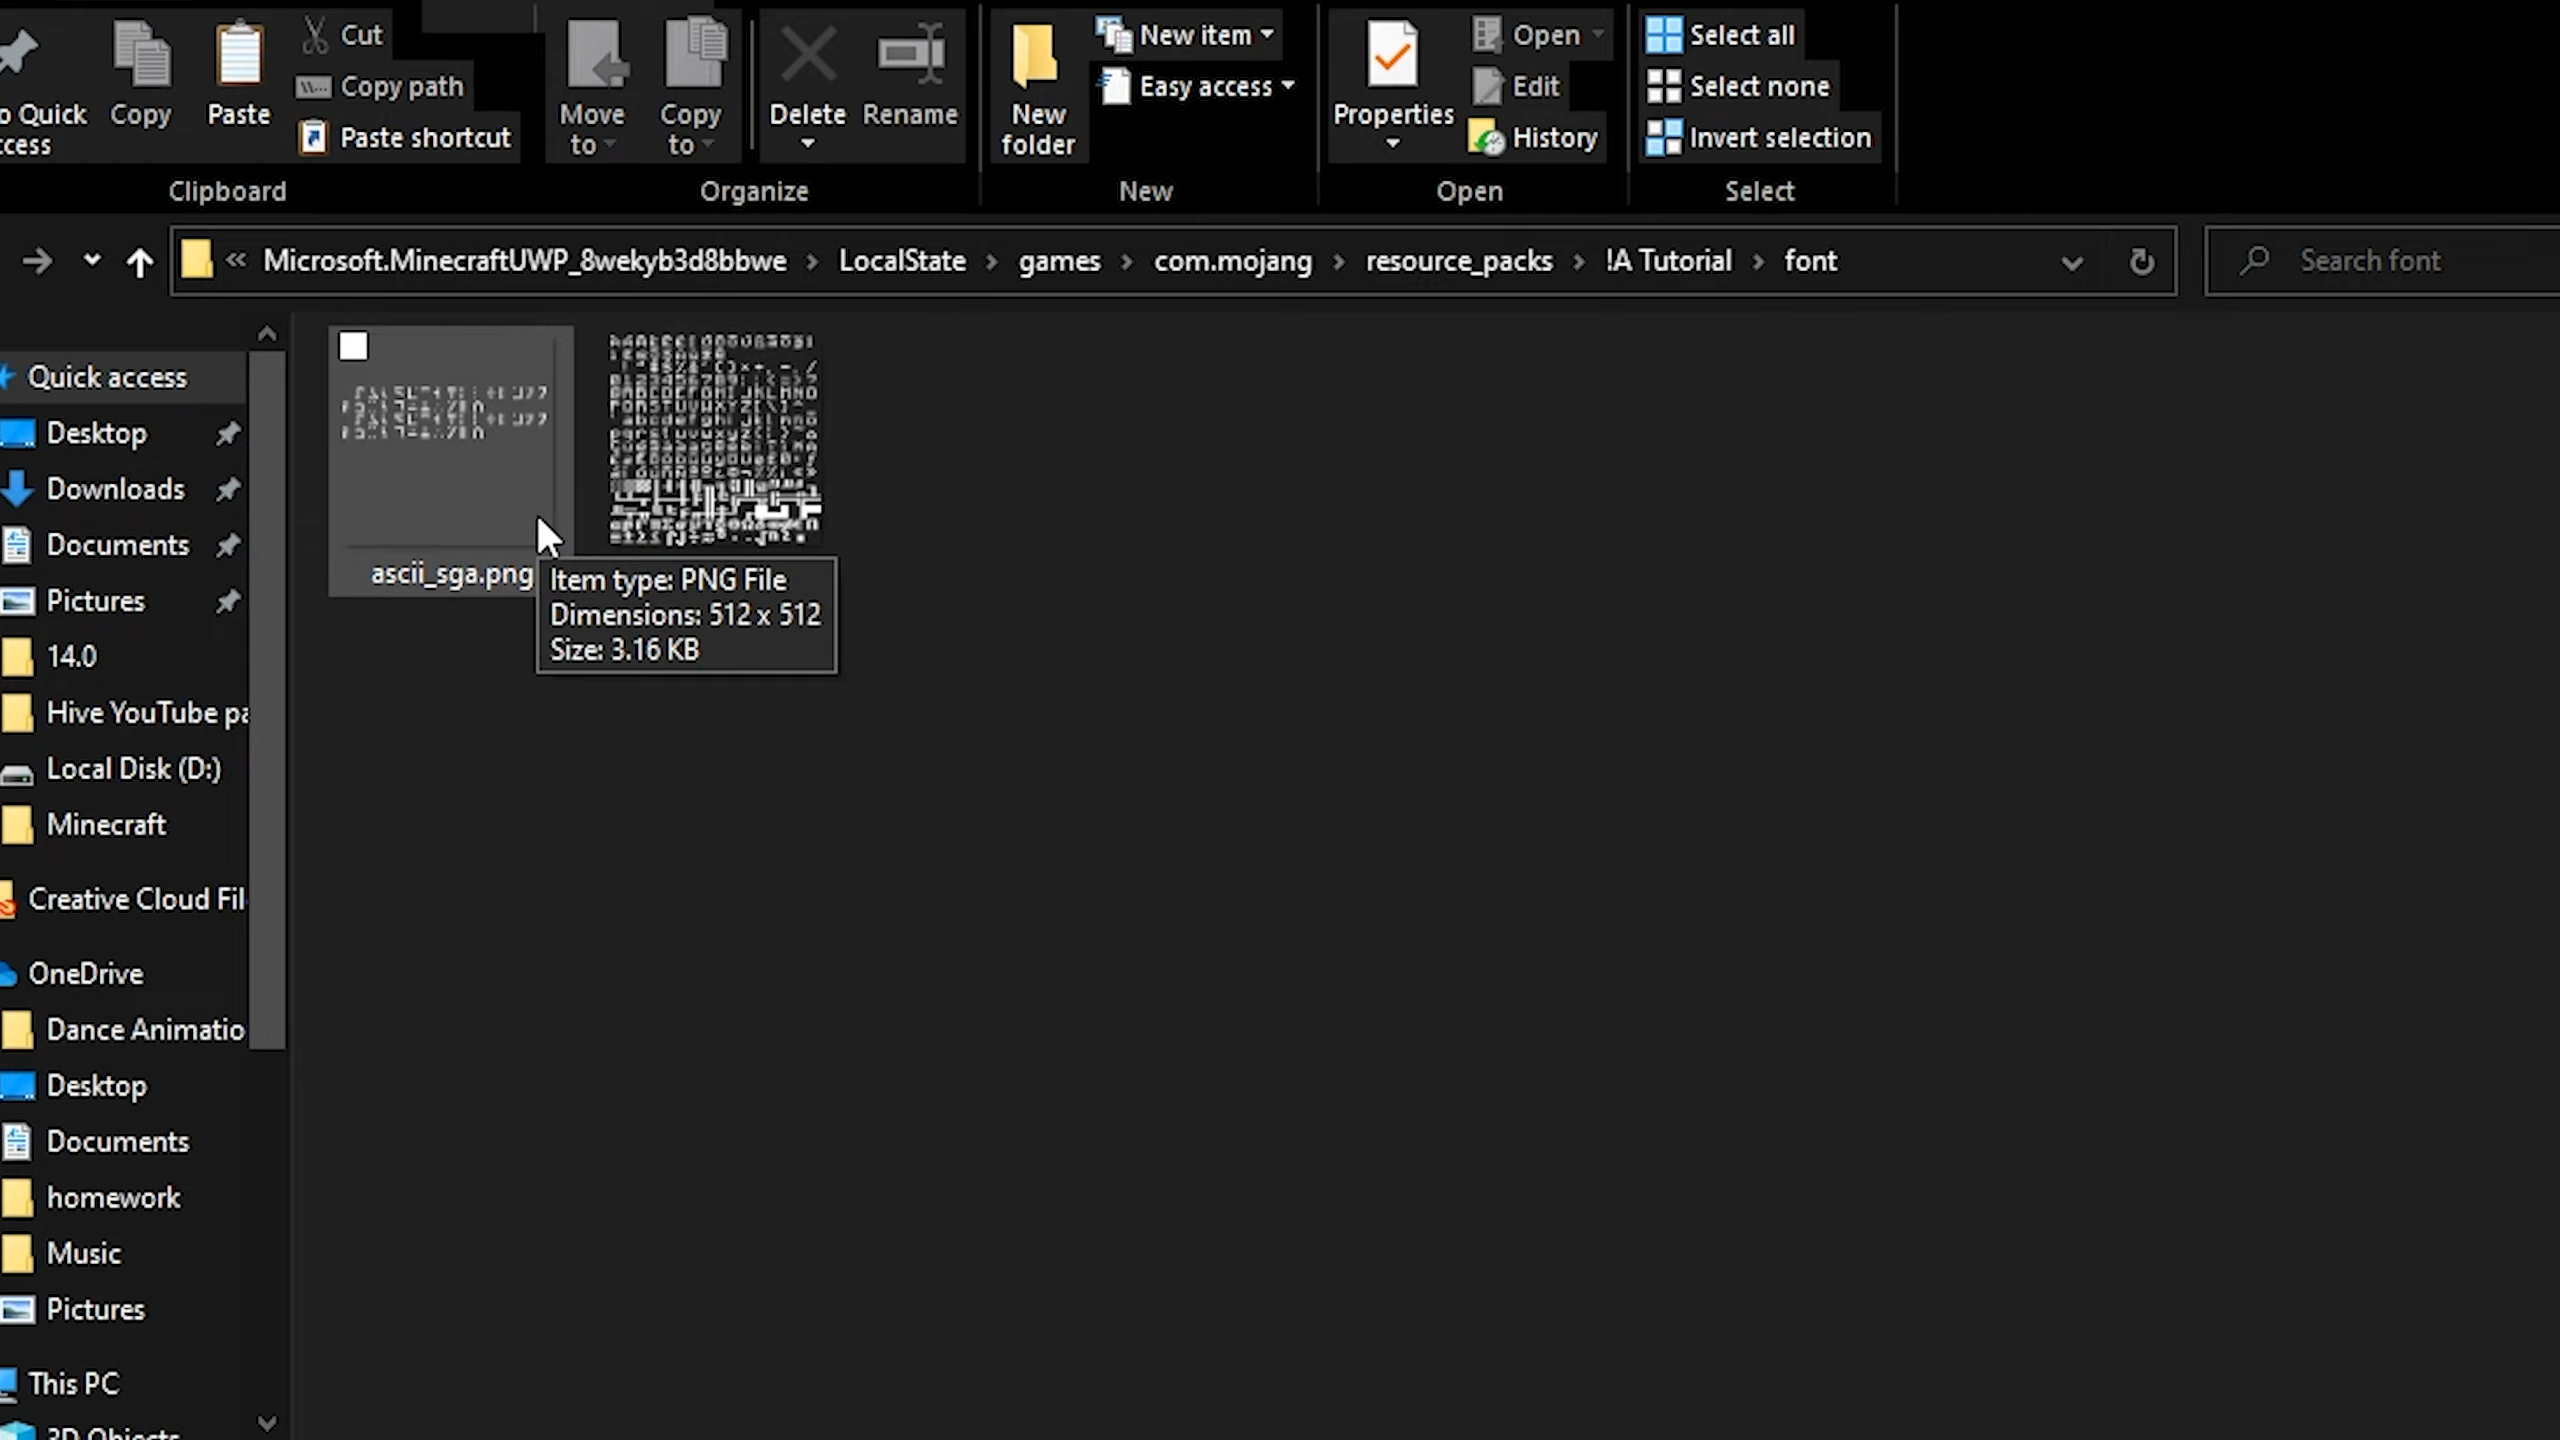 o Quick
ccess
Copy
Paste
Cut
Copy path
Paste shortcut
Clipboard
Move
to
Copy
to
Delete
Rename
Organize
New
folder
New item
Easy access
New
Properties
Open
Edit
History
Open
Select all
Select none
Invert selection
Select
« Microsoft.MinecraftUWP_8wekyb3d8bbwe › LocalState › games › com.mojang › resource_packs › !A Tutorial › font
Search font
Quick access
Desktop
Downloads
Documents
Pictures
14.0
Hive YouTube pa
Local Disk (D:)
Minecraft
Creative Cloud Fil
OneDrive
Dance Animatio
Desktop
Documents
homework
Music
Pictures
This PC
3D Objects
ascii_sga.png
Item type: PNG File
Dimensions: 512 x 512
Size: 3.16 KB